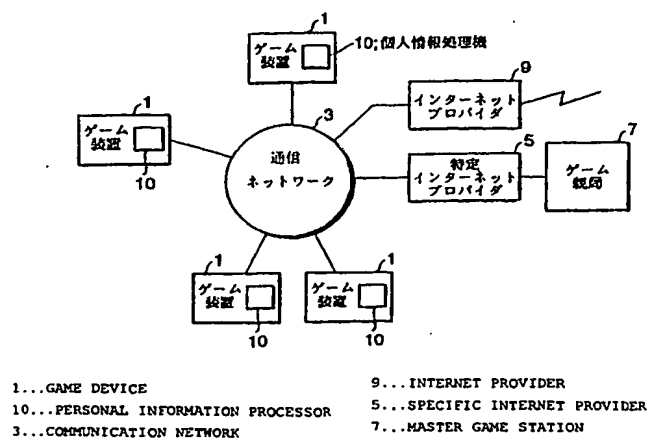 1
ゲーム
装置
10;個人情報処理機
9
インターネット
プロバイダ
1
ゲーム
装置
10
3
通信
ネットワーク
5
特定
インターネット
プロバイダ
7
ゲーム
親局
1
ゲーム
装置
10
1
ゲーム
装置
10
1...GAME DEVICE
10...PERSONAL INFORMATION PROCESSOR
3...COMMUNICATION NETWORK
9...INTERNET PROVIDER
5...SPECIFIC INTERNET PROVIDER
7...MASTER GAME STATION